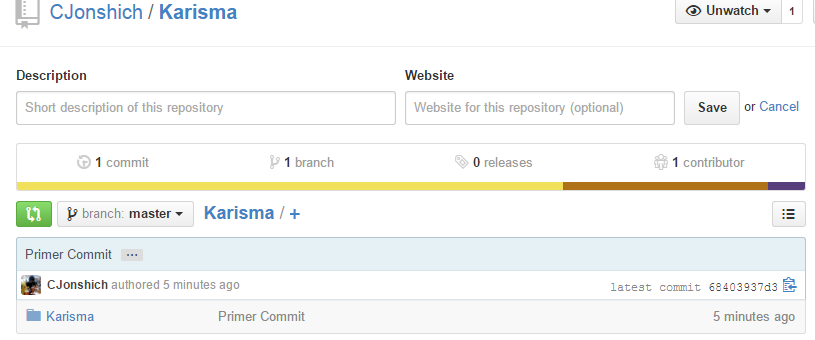 CJonshich / Karisma
Unwatch 1
Description
Website
Short description of this repository
Website for this repository (optional)
Save or Cancel
1 commit
1 branch
0 releases
1 contributor
branch: master
Karisma / +
Primer Commit ...
CJonshich authored 5 minutes ago
latest commit 68403937d3
Karisma
Primer Commit
5 minutes ago